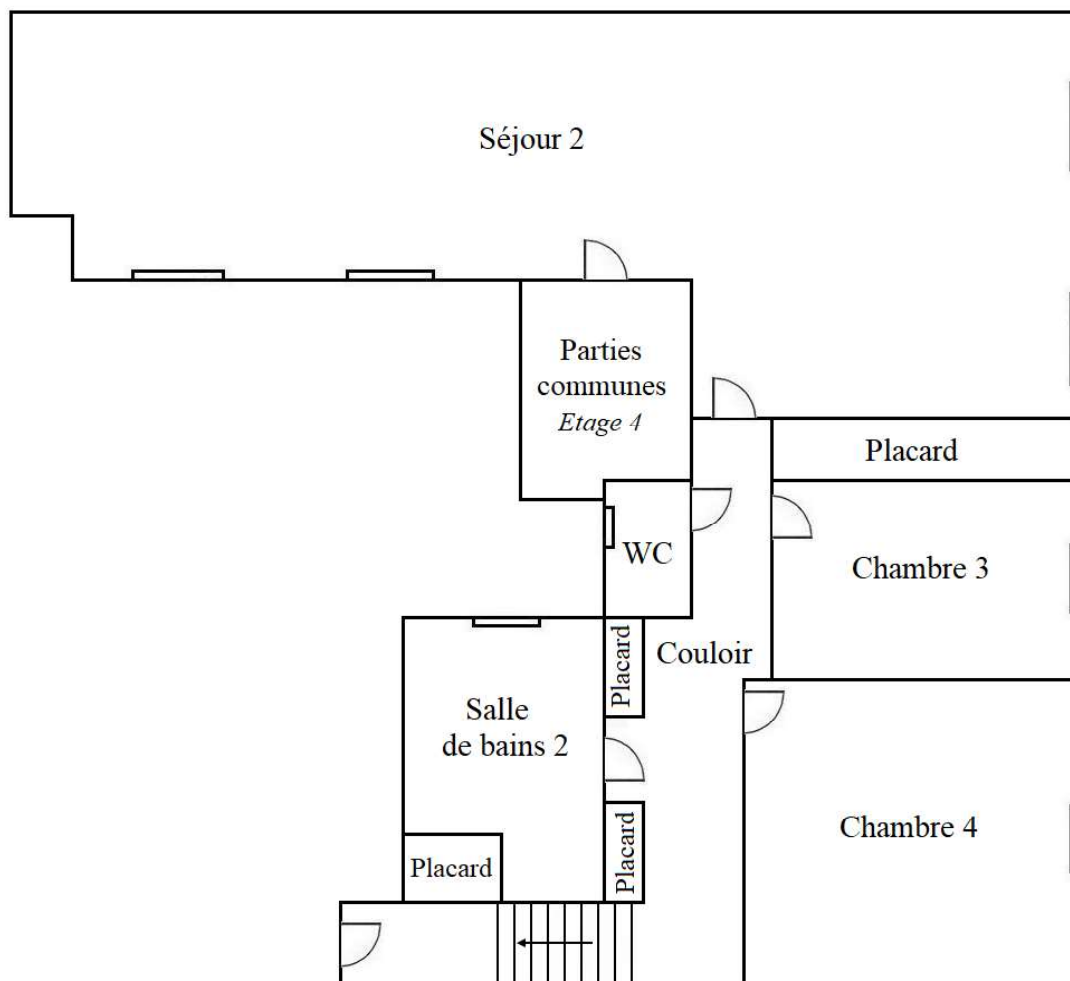 Séjour 2
Parties
communes
Etage 4
Placard
WC
Chambre 3
Placard
Couloir
Salle
de bains 2
Chambre 4
Placard
Placard